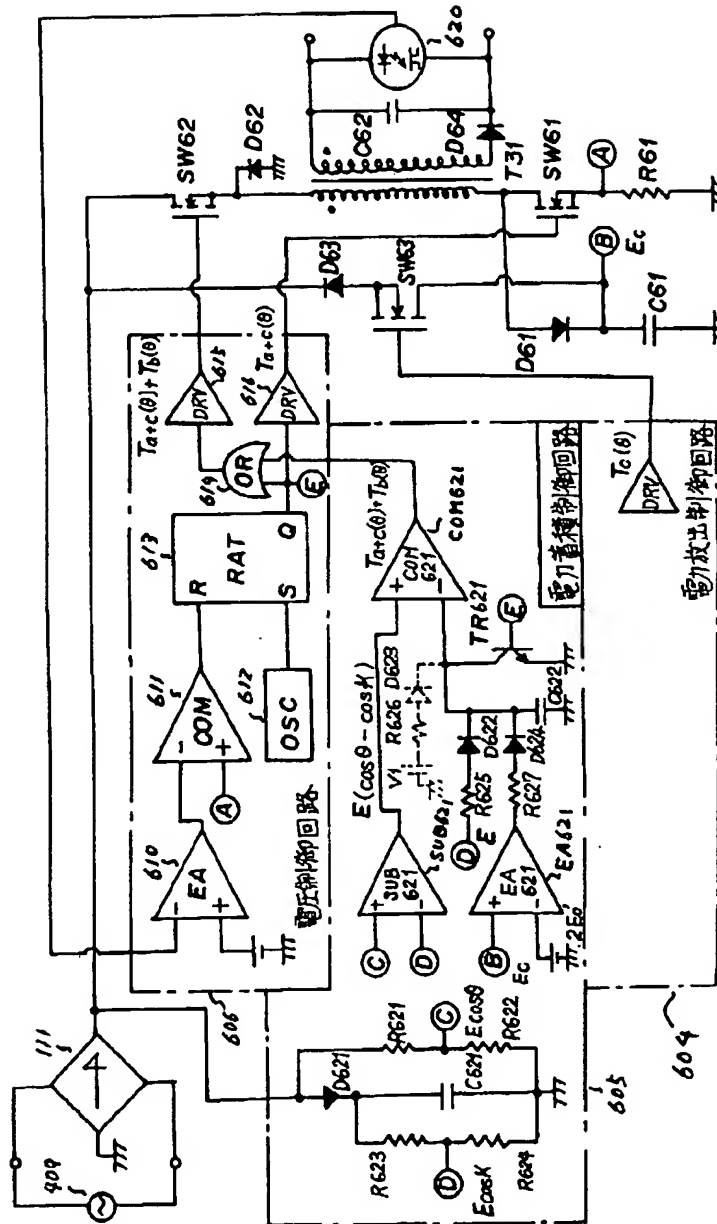 409
111
SW62
D62
C62
620
D64
T31
SW61
A
R61
B
Ec
C61
D61
D63
SW63
Ta+c(θ)+Tb(θ)
DRV
615
Ta+c(θ)
616
DRV
OR
619
E
613
RAT
R
S
Q
611
COM
-
+
A
612
OSC
610
EA
-
+
電圧制御回路
606
Ta+c(θ)+Tb(θ)
COM
621
+
-
COM621
TR621
E
E(cosθ-cosK)
V1
R626
D623
D
E
R625
D622
R627
D624
C622
SUB
621
+
-
SUB621
C
D
EA
621
+
-
EA621
B
Ec
2Eo'
電力蓄積制御回路
電力放出制御回路
Tc(θ)
DRV
D621
R621
C
Ecosθ
R622
C621
R623
D
EcosK
R624
605
604